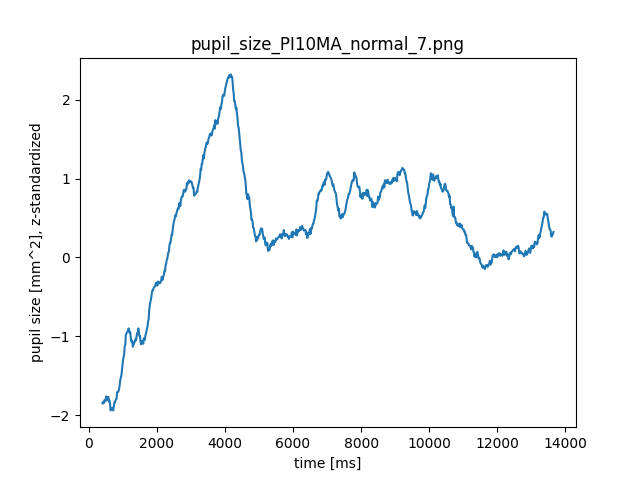 pupil_size_PI10MA_normal_7.png
pupil size [mm^2], z-standardized
2
1
0
−1
−2
0 2000 4000 6000 8000 10000 12000 14000
time [ms]